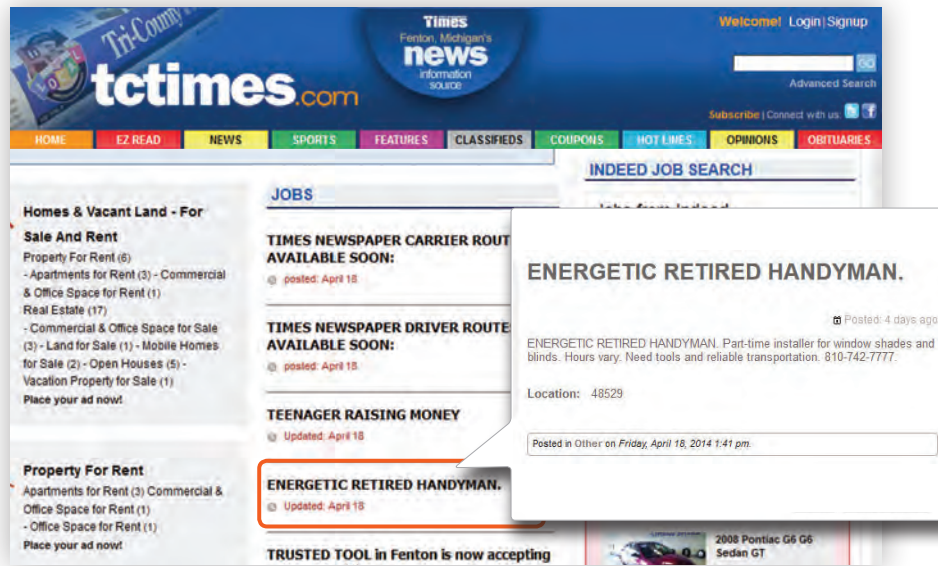 Tri-County
tctimes.com
Times
Fenton, Michigan's
news
information
source
Welcome! Login | Signup
GO
Advanced Search
Subscribe | Connect with us:
HOME EZ READ NEWS SPORTS FEATURES CLASSIFIEDS COUPONS HOT LINES OPINIONS OBITUARIES
Homes & Vacant Land - For
Sale And Rent
Property For Rent (6)
- Apartments for Rent (3) - Commercial
& Office Space for Rent (1)
Real Estate (17)
- Commercial & Office Space for Sale
(3) - Land for Sale (1) - Mobile Homes
for Sale (2) - Open Houses (5) -
Vacation Property for Sale (1)
Place your ad now!
Property For Rent
Apartments for Rent (3) Commercial &
Office Space for Rent (1)
- Office Space for Rent (1)
Place your ad now!
JOBS
TIMES NEWSPAPER CARRIER ROUT
AVAILABLE SOON:
posted: April 18
TIMES NEWSPAPER DRIVER ROUTE
AVAILABLE SOON:
posted: April 18
TEENAGER RAISING MONEY
Updated: April 18
ENERGETIC RETIRED HANDYMAN.
Updated: April 18
TRUSTED TOOL in Fenton is now accepting
INDEED JOB SEARCH
Jobs from Indeed
ENERGETIC RETIRED HANDYMAN.
Posted: 4 days ago
ENERGETIC RETIRED HANDYMAN. Part-time installer for window shades and
blinds. Hours vary. Need tools and reliable transportation. 810-742-7777.
Location: 48529
Posted in Other on Friday, April 18, 2014 1:41 pm.
2008 Pontiac G6 G6
Sedan GT